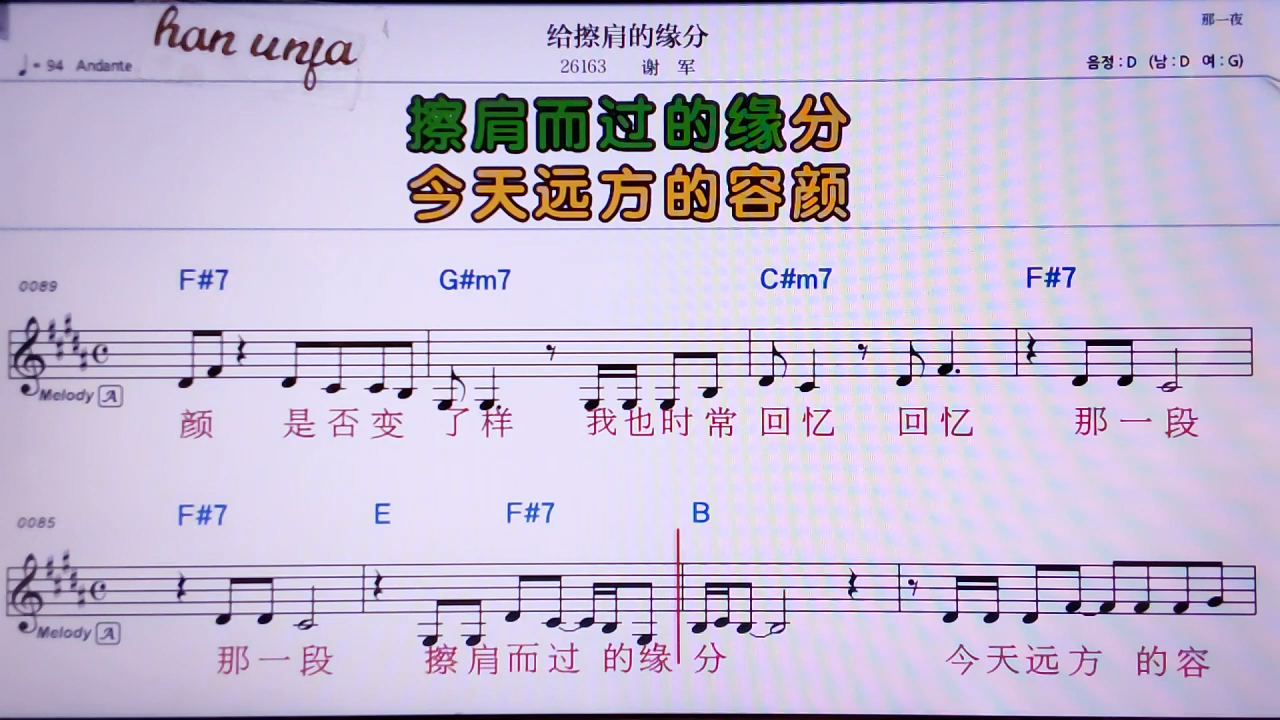 han unfa
给擦肩的缘分
那一夜
♩= 94 Andante
26163 谢 军
음정 : D (남 : D 여 : G)
擦肩而过的缘分
今天远方的容颜
0089
F#7 G#m7 C#m7 F#7
Melody A
颜 是否变 了样 我也时常 回忆 回忆 那一段
0085
F#7 E F#7 B
Melody A
那一段 擦肩而过 的缘 分 今天远方 的容